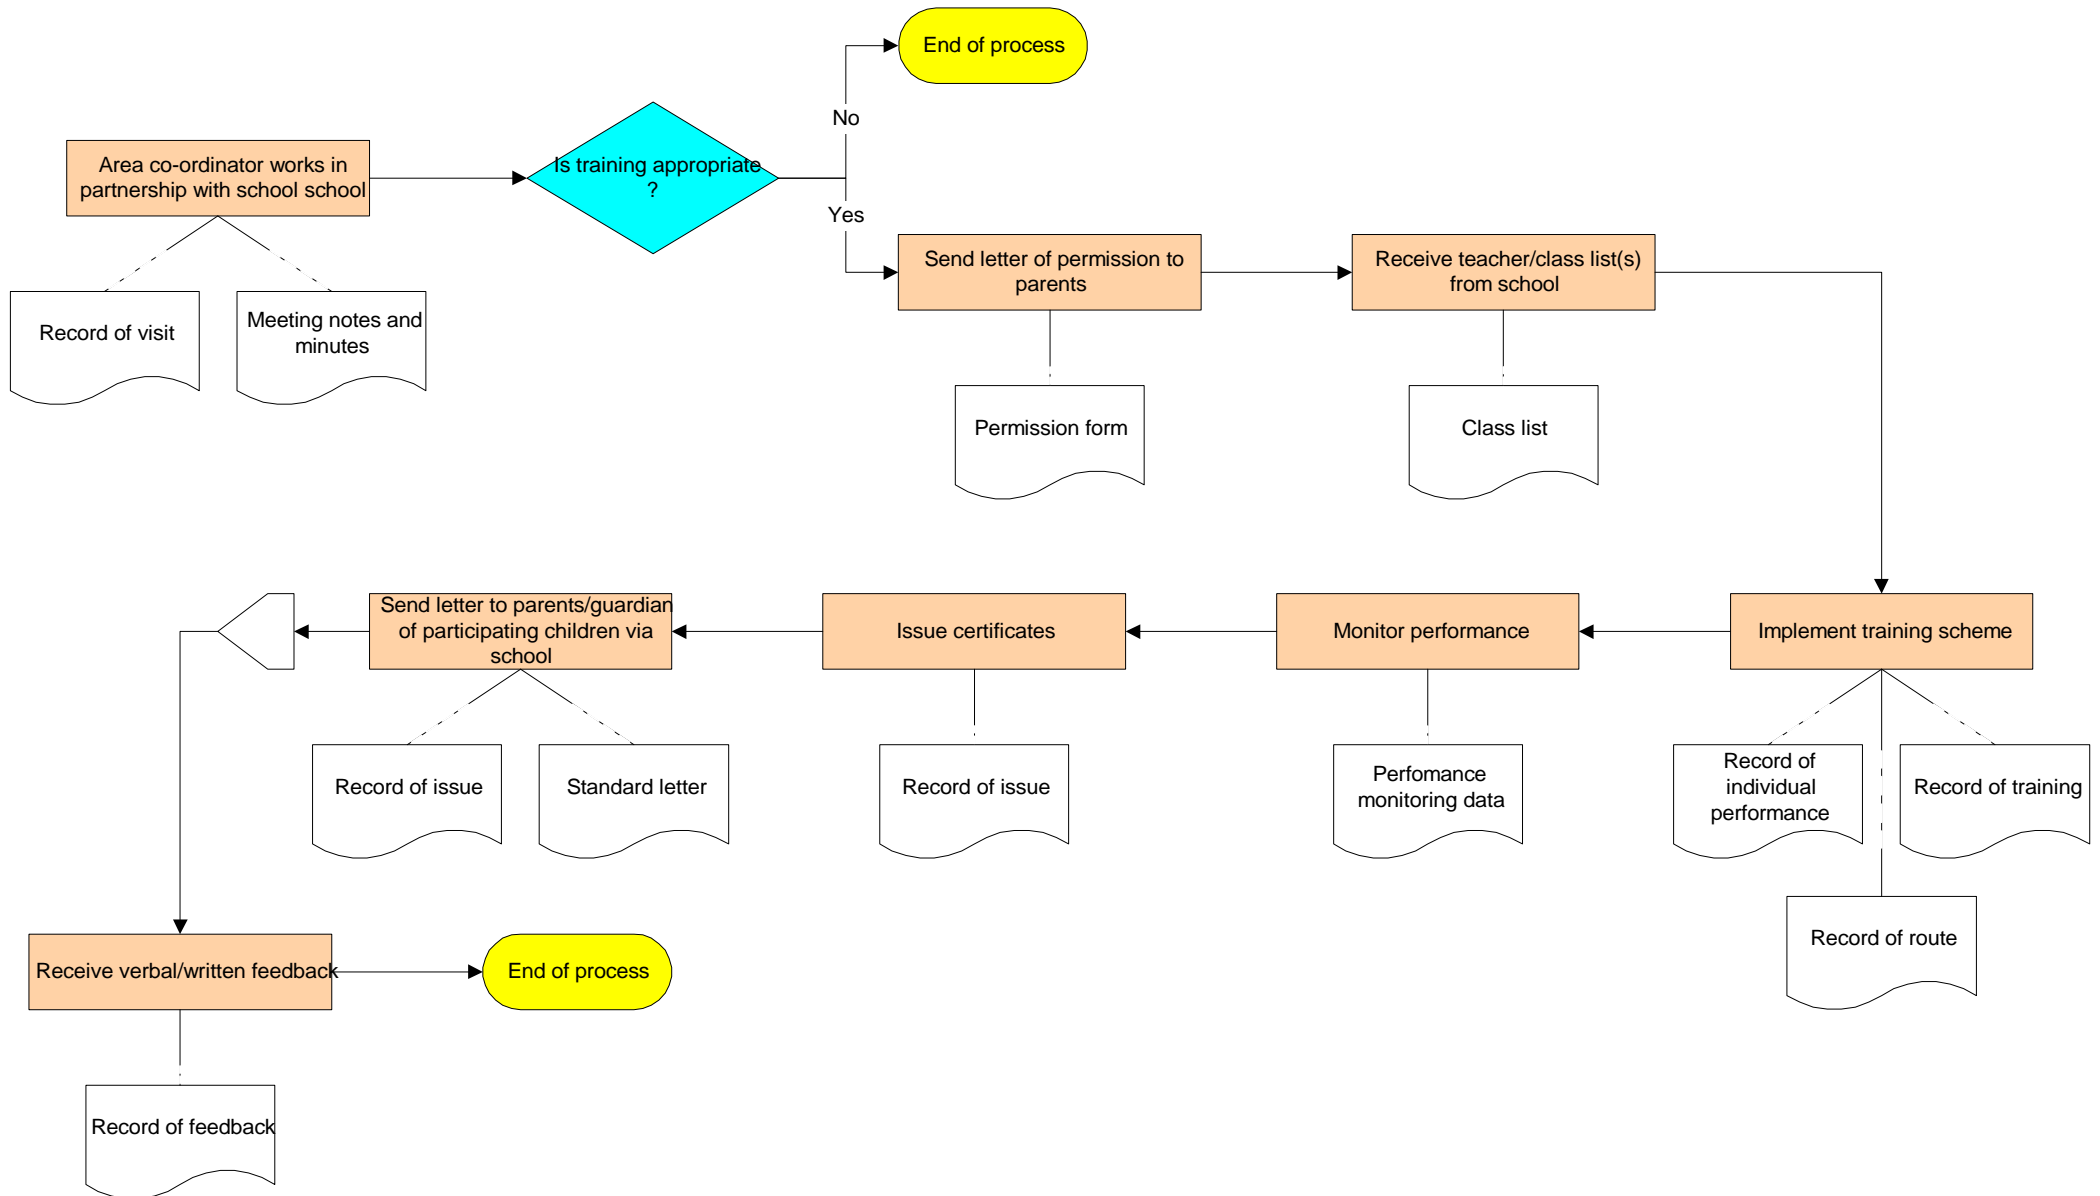 End of process
No
Area co-ordinator works in
partnership with school school
Is training appropriate
?
Yes
Send letter of permission to
parents
Receive teacher/class list(s)
from school
Record of visit
Meeting notes and
minutes
Permission form
Class list
Send letter to parents/guardian
of participating children via
school
Issue certificates
Monitor performance
Implement training scheme
Record of issue
Standard letter
Record of issue
Perfomance
monitoring data
Record of
individual
performance
Record of training
Record of route
Receive verbal/written feedback
End of process
Record of feedback